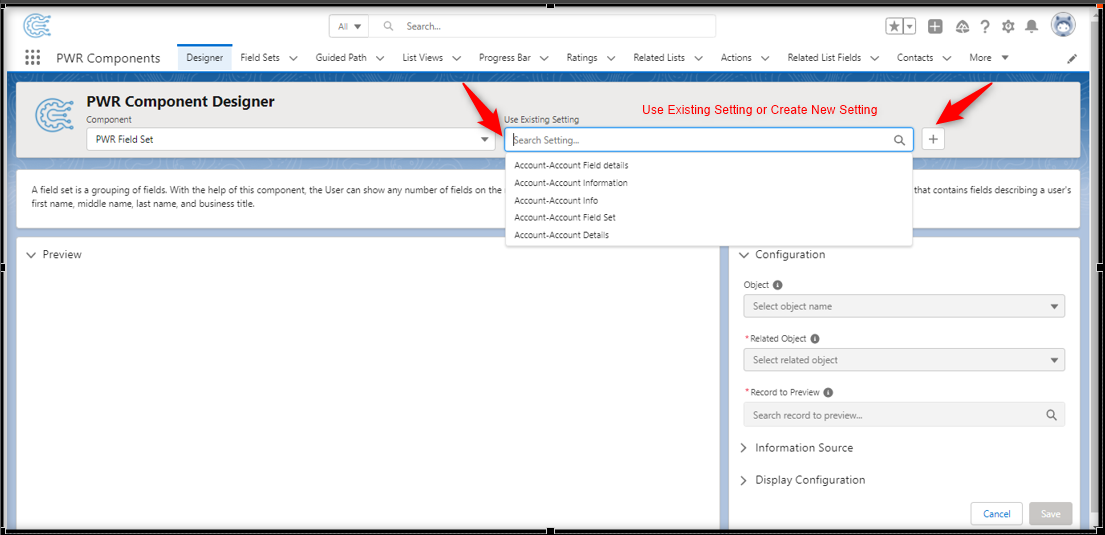 All
Search...
PWR Components
Designer
Field Sets
Guided Path
List Views
Progress Bar
Ratings
Related Lists
Actions
Related List Fields
Contacts
More
PWR Component Designer
Component
PWR Field Set
Use Existing Setting
Search Setting...
Use Existing Setting or Create New Setting
Account-Account Field details
Account-Account Information
Account-Account Info
Account-Account Field Set
Account-Account Details
A field set is a grouping of fields. With the help of this component, the User can show any number of fields on the that contains fields describing a user's
first name, middle name, last name, and business title.
Preview
Configuration
Object
Select object name
*Related Object
Select related object
*Record to Preview
Search record to preview...
Information Source
Display Configuration
Cancel
Save